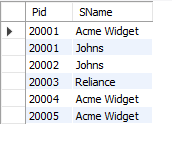 Pid SName
20001 Acme Widget
20001 Johns
20002 Johns
20003 Reliance
20004 Acme Widget
20005 Acme Widget